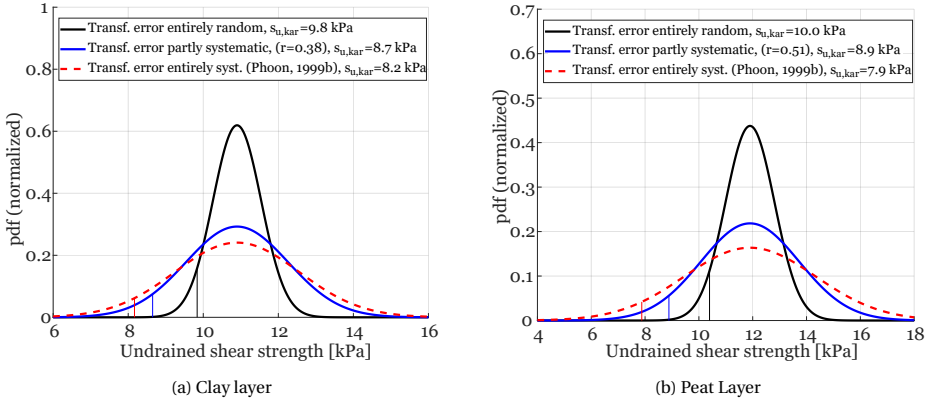 Transf. error entirely random, su,kar=9.8 kPa
Transf. error partly systematic, (r=0.38), su,kar=8.7 kPa
Transf. error entirely syst. (Phoon, 1999b), su,kar=8.2 kPa
1
0.8
0.6
0.4
0.2
0
pdf (normalized)
6 8 10 12 14 16
Undrained shear strength [kPa]
(a) Clay layer
Transf. error entirely random, su,kar=10.0 kPa
Transf. error partly systematic, (r=0.51), su,kar=8.9 kPa
Transf. error entirely syst. (Phoon, 1999b), su,kar=7.9 kPa
0.7
0.6
0.5
0.4
0.3
0.2
0.1
0
pdf (normalized)
4 6 8 10 12 14 16 18
Undrained shear strength [kPa]
(b) Peat Layer